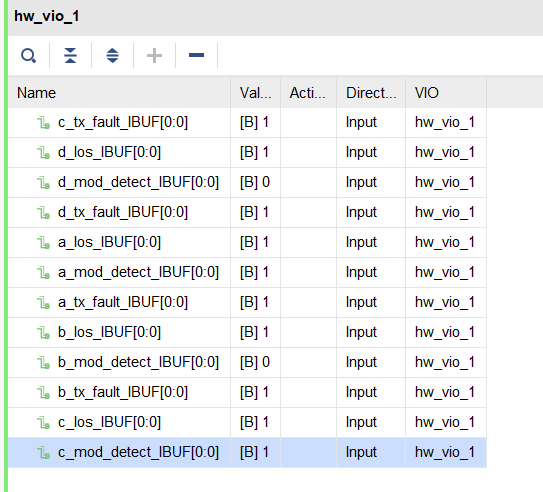 hw_vio_1
Name Val... Acti... Direct... VIO
c_tx_fault_IBUF[0:0] [B] 1 Input hw_vio_1
d_los_IBUF[0:0] [B] 1 Input hw_vio_1
d_mod_detect_IBUF[0:0] [B] 0 Input hw_vio_1
d_tx_fault_IBUF[0:0] [B] 1 Input hw_vio_1
a_los_IBUF[0:0] [B] 1 Input hw_vio_1
a_mod_detect_IBUF[0:0] [B] 1 Input hw_vio_1
a_tx_fault_IBUF[0:0] [B] 1 Input hw_vio_1
b_los_IBUF[0:0] [B] 1 Input hw_vio_1
b_mod_detect_IBUF[0:0] [B] 0 Input hw_vio_1
b_tx_fault_IBUF[0:0] [B] 1 Input hw_vio_1
c_los_IBUF[0:0] [B] 1 Input hw_vio_1
c_mod_detect_IBUF[0:0] [B] 1 Input hw_vio_1